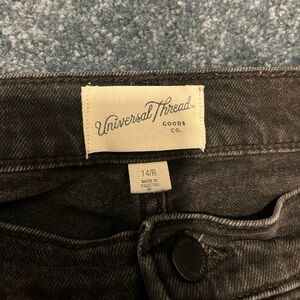 Universal Thread
GOODS
CO.
14/R
MADE IN
PAKISTAN